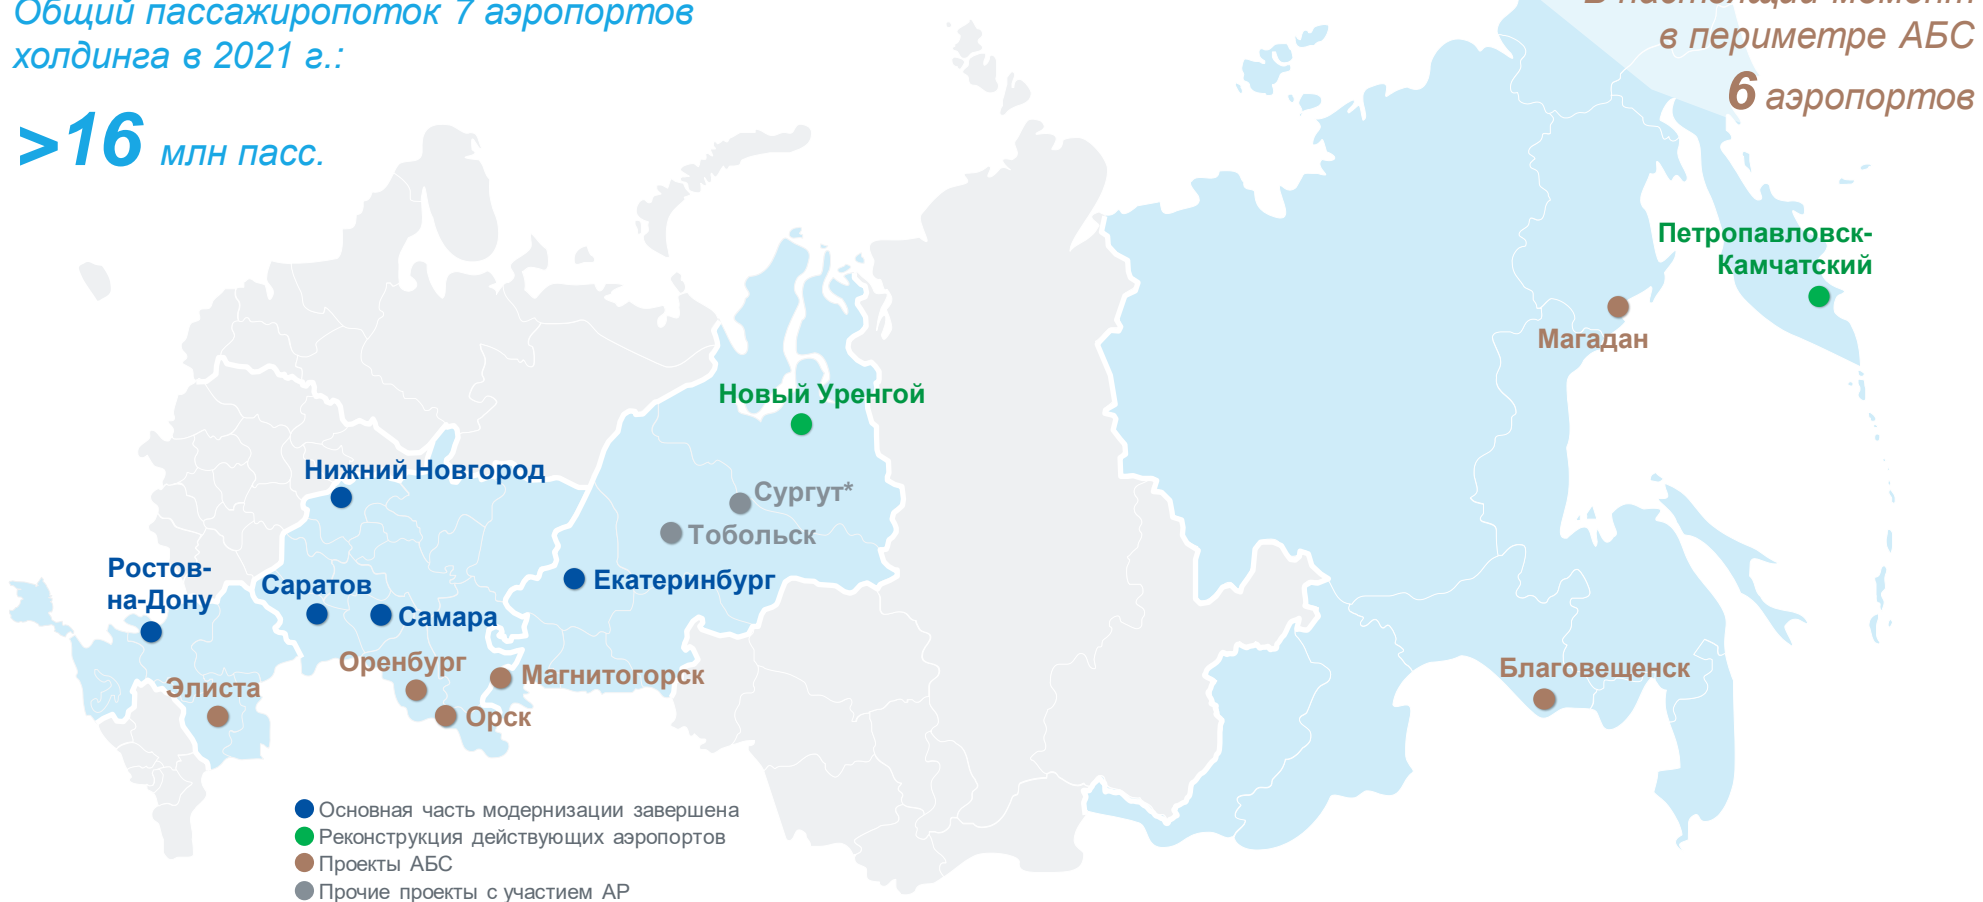 Общий пассажиропоток 7 аэропортов
холдинга в 2021 г.:
>16 млн пасс.
В настоящий момент
в периметре АБС
6 аэропортов
Петропавловск-
Камчатский
Магадан
Новый Уренгой
Нижний Новгород
Сургут*
Тобольск
Ростов-
на-Дону
Саратов
Екатеринбург
Самара
Оренбург
Магнитогорск
Благовещенск
Элиста
Орск
Основная часть модернизации завершена
Реконструкция действующих аэропортов
Проекты АБС
Прочие проекты с участием АР